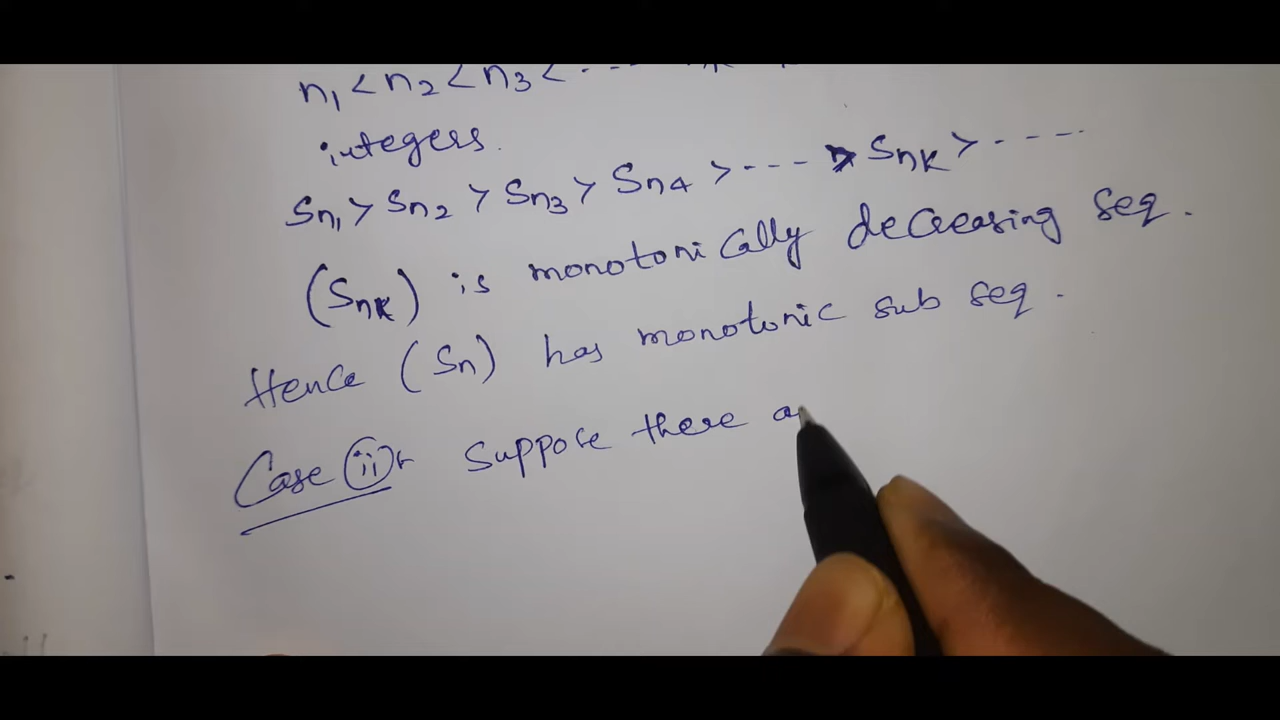 n₁ < n₂ < n₃ < ----
integers.
Sn₁ > Sn₂ > Sn₃ > Sn₄ > --- > Snₖ > ----
(Snₖ) is monotonically decreasing seq.
Hence (Sn) has monotonic sub seq.
Case (ii) Suppose there a